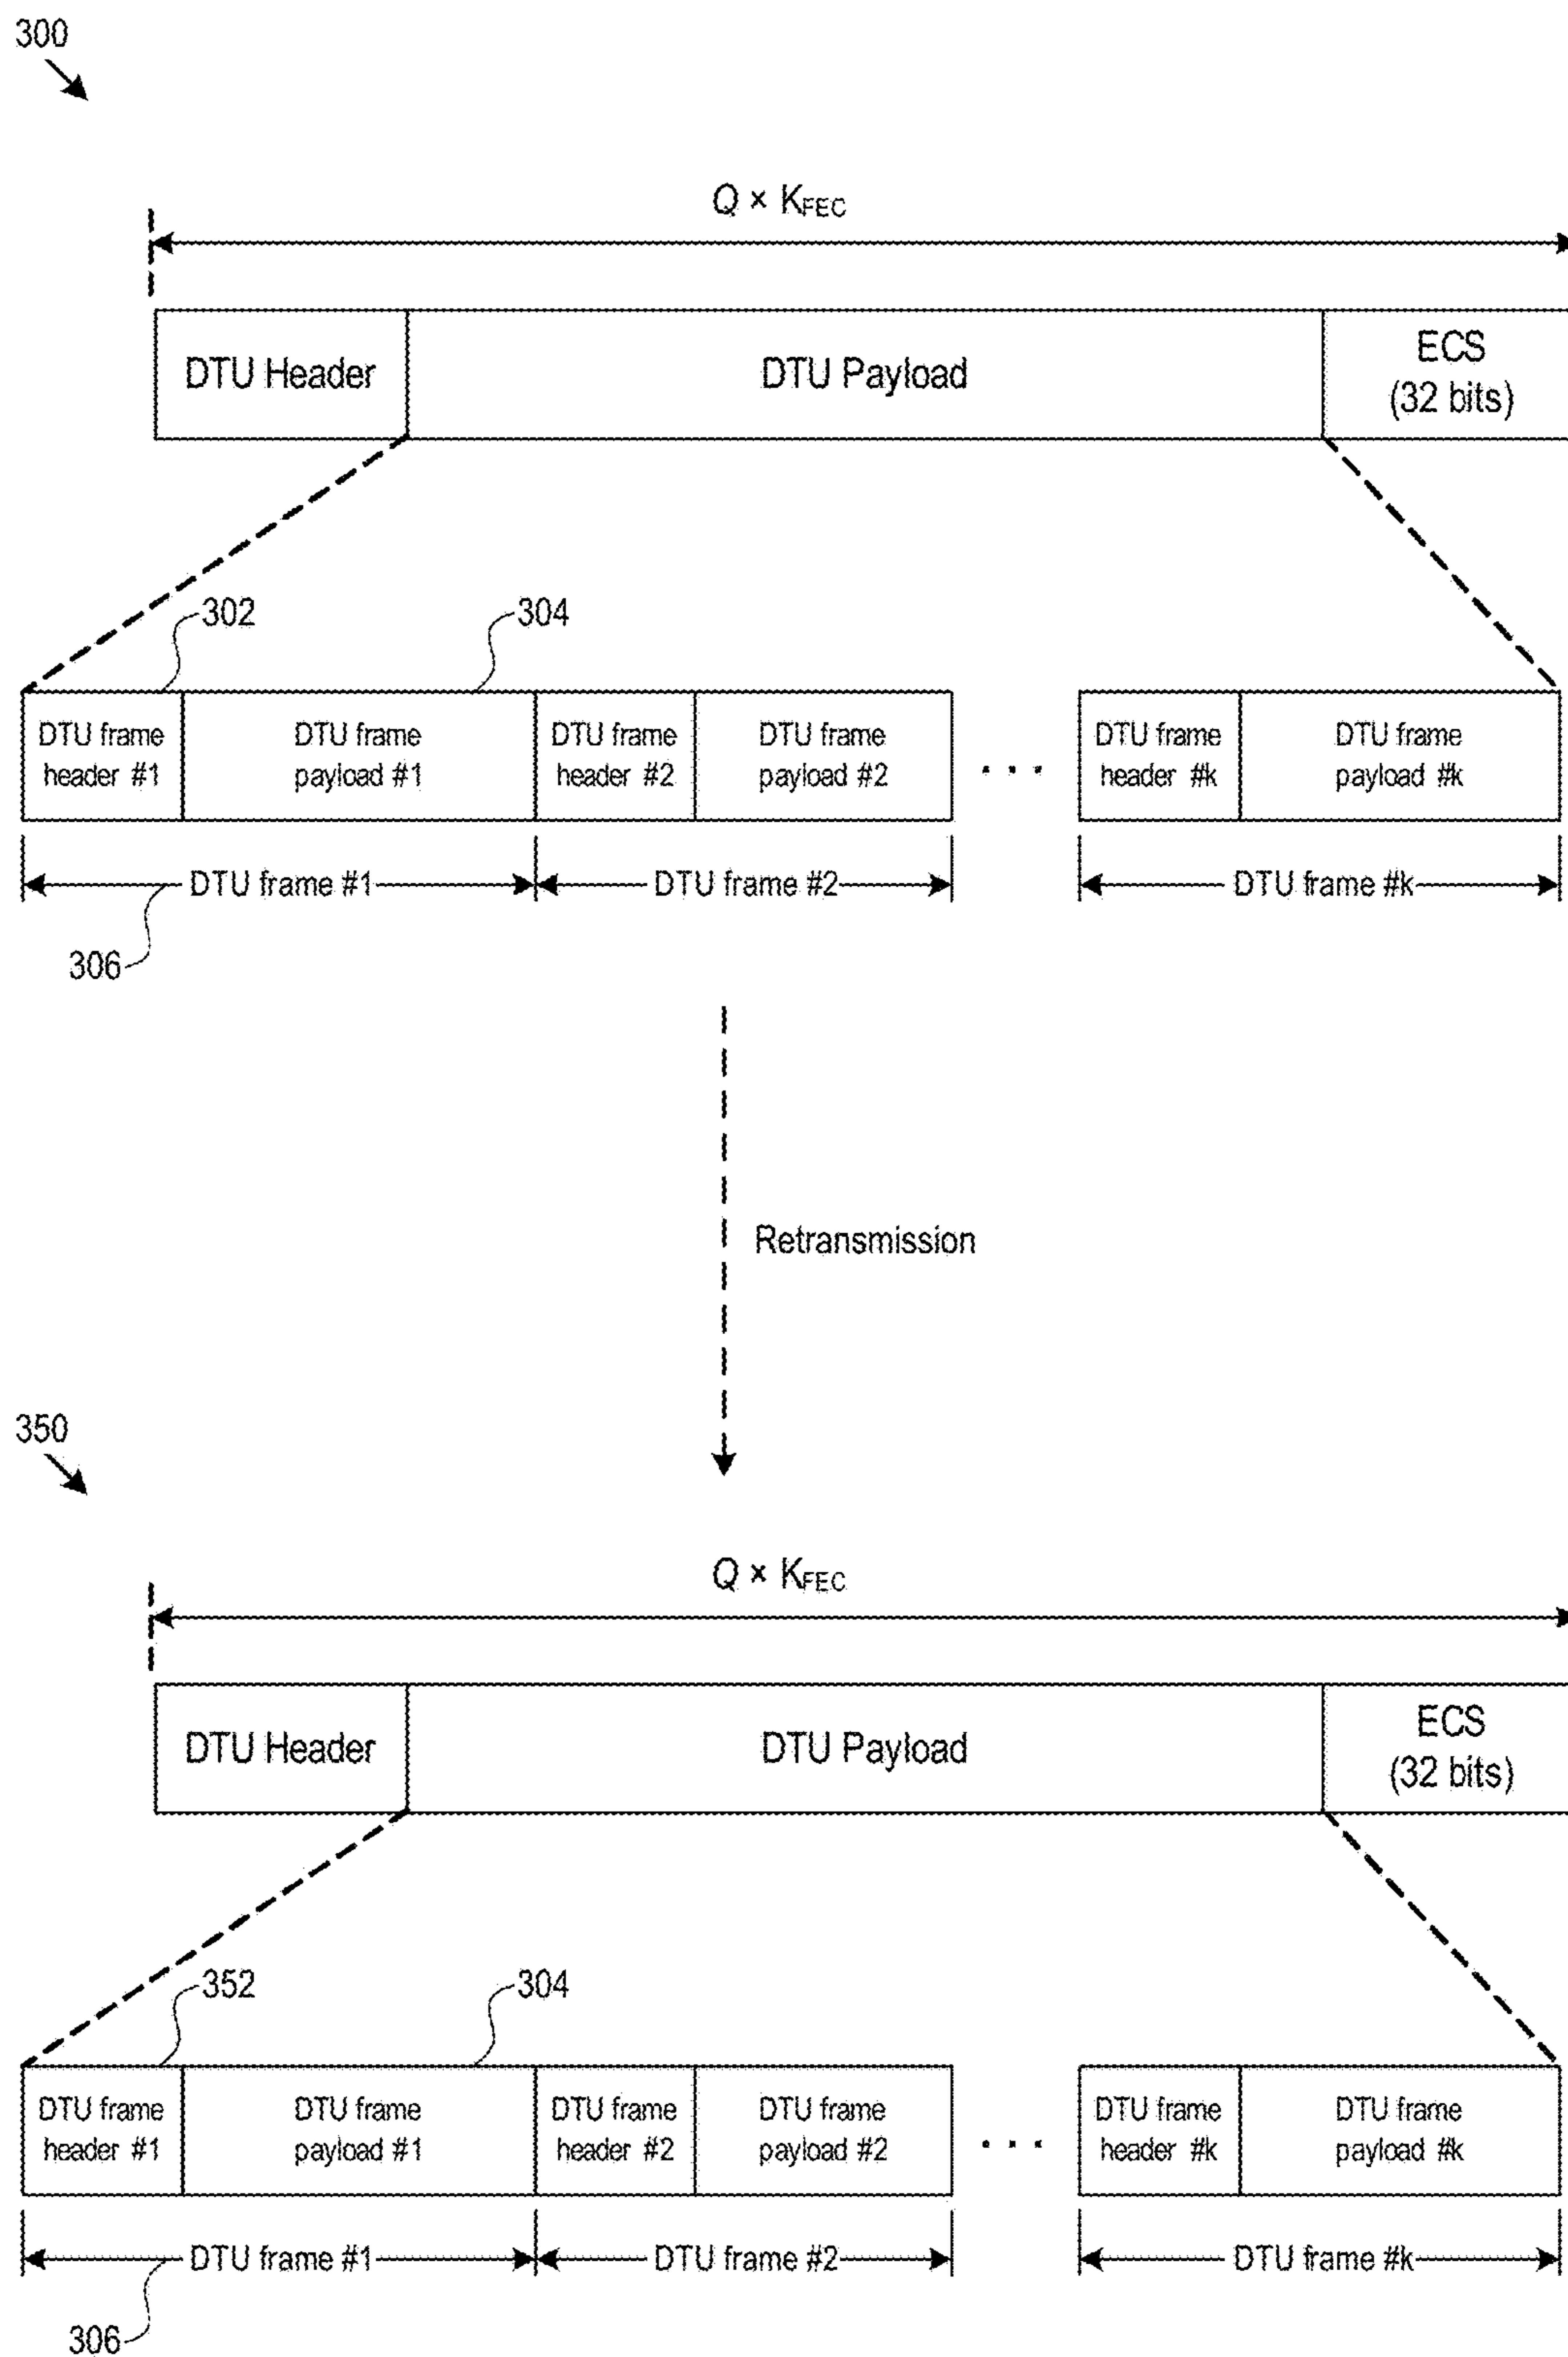 300
Q × KFEC
DTU Header
DTU Payload
ECS
(32 bits)
302
304
DTU frame
header #1
DTU frame
payload #1
DTU frame
header #2
DTU frame
payload #2
. . .
DTU frame
header #k
DTU frame
payload #k
DTU frame #1
DTU frame #2
DTU frame #k
306
Retransmission
350
Q × KFEC
DTU Header
DTU Payload
ECS
(32 bits)
352
304
DTU frame
header #1
DTU frame
payload #1
DTU frame
header #2
DTU frame
payload #2
. . .
DTU frame
header #k
DTU frame
payload #k
DTU frame #1
DTU frame #2
DTU frame #k
306